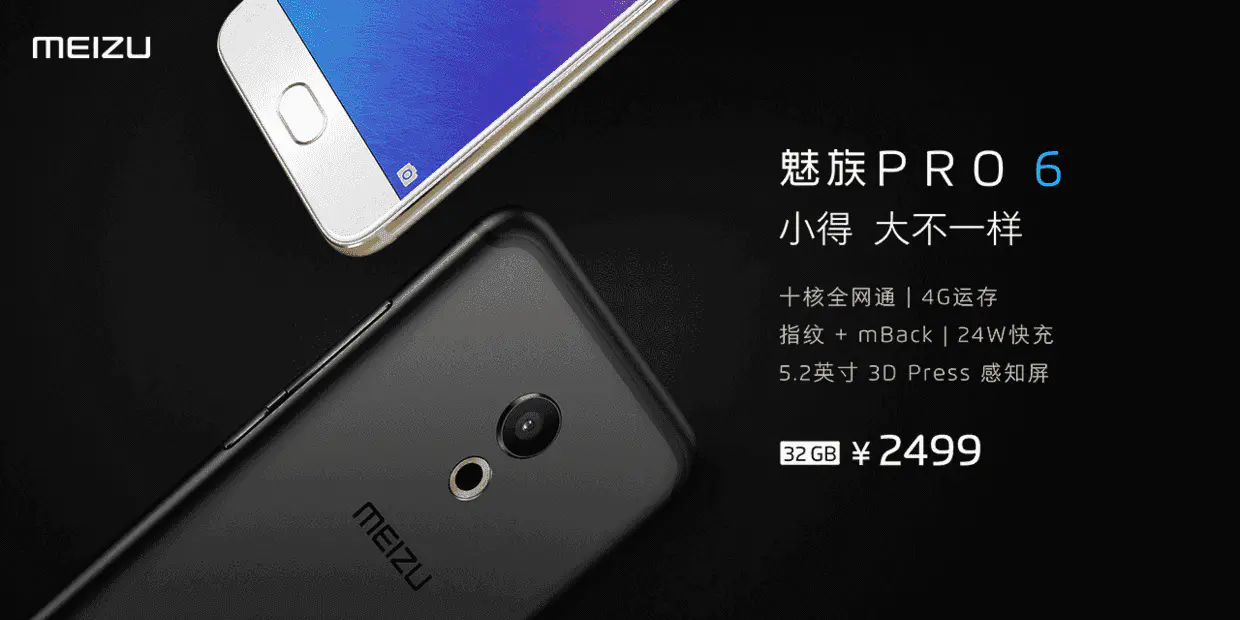 MEIZU
魅族PRO 6
小得 大不一样
十核全网通 | 4G运存
指纹 + mBack | 24W快充
5.2英寸 3D Press 感知屏
32GB ¥2499
MEIZU